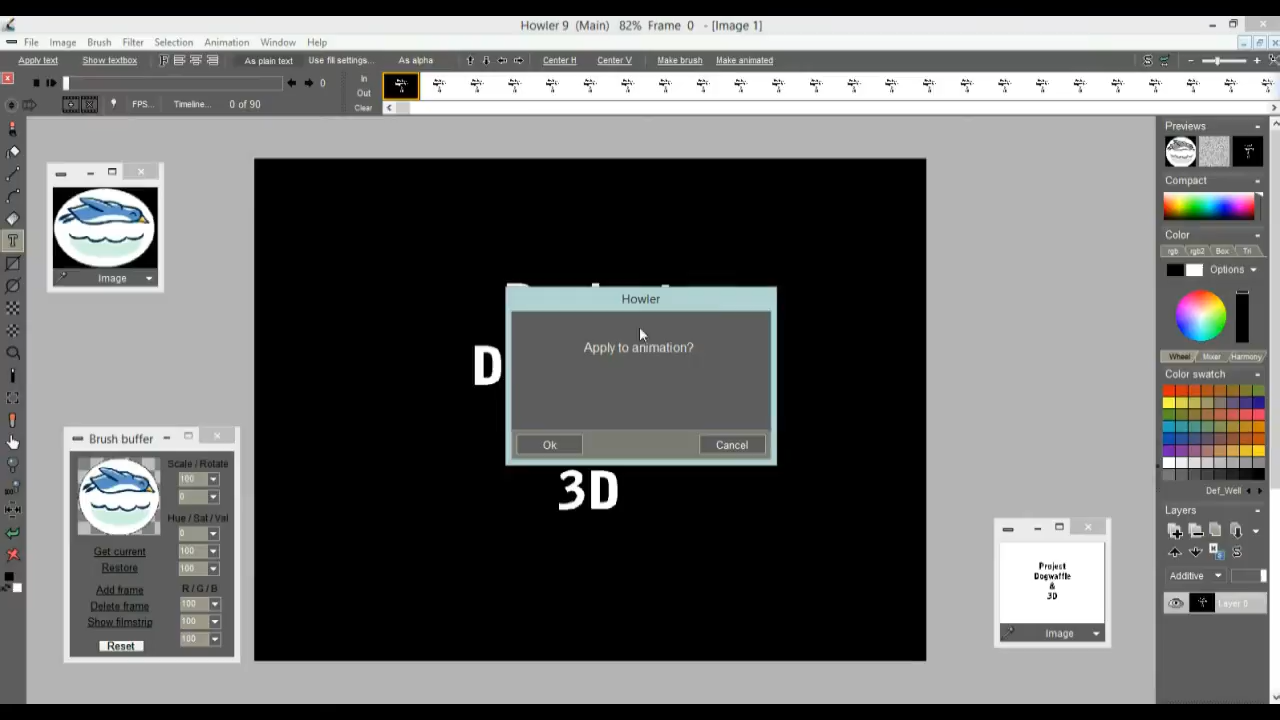 Howler 9 (Main) 82% Frame 0 - [Image 1]
File Image Brush Filter Selection Animation Window Help
Apply text Show textbox As plain text Use fill settings... As alpha Center H Center V Make brush Make animated
0 In
Out
FPS... Timeline... 0 of 90 Clear
Previews
Compact
Color
rgb rgb2 Box Tri
Options
Wheel Mixer Harmony
Color swatch
Def_Well
Layers
Additive
Layer 0
Image
Brush buffer
Scale / Rotate
100
0
Hue / Sat / Val
0
100
100
R / G / B
100
100
100
Get current
Restore
Add frame
Delete frame
Show filmstrip
Reset
Howler
Apply to animation?
Ok Cancel
D
3D
Project
Dogwaffle
&
3D
Image